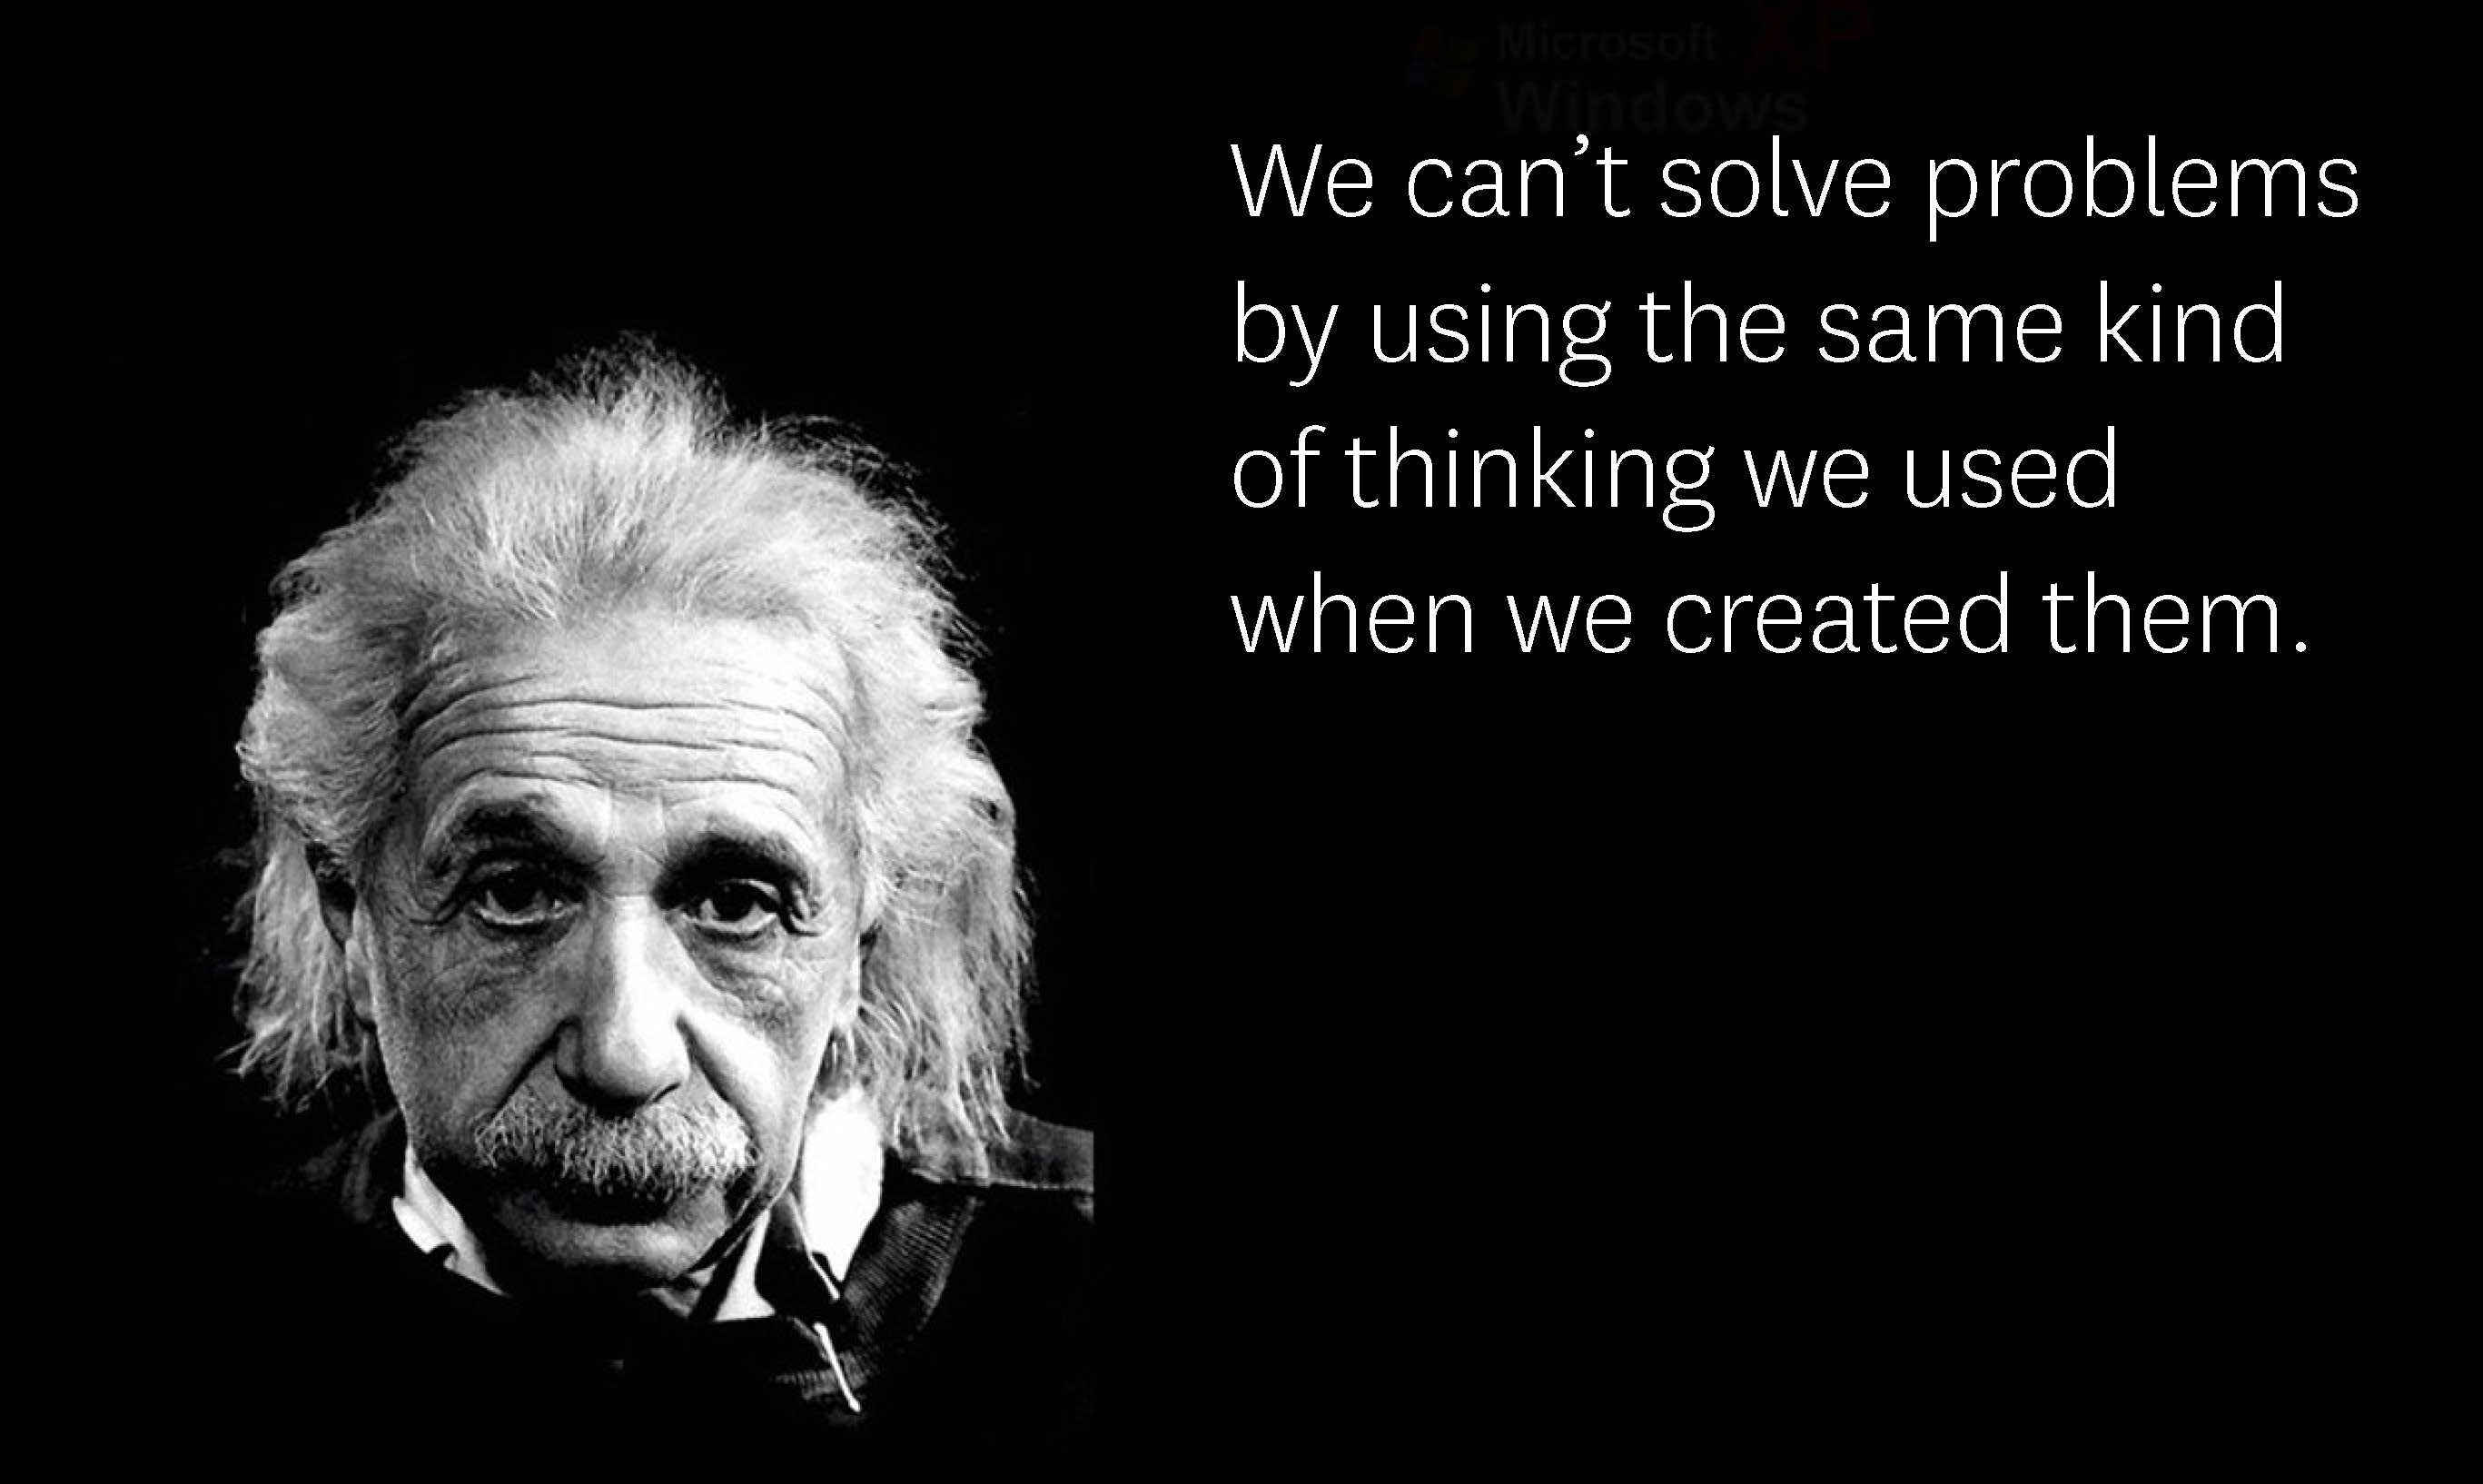 Microsoft XP
Windows
We can’t solve problems
by using the same kind
of thinking we used
when we created them.